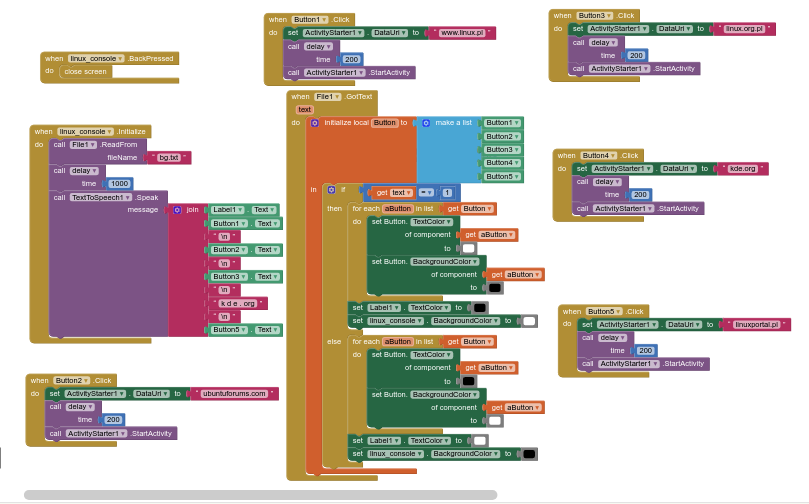 when linux_console .BackPressed
do close screen
when Button1 .Click
do set ActivityStarter1 . DataUri to " www.linux.pl "
call delay
time 200
call ActivityStarter1 .StartActivity
when Button3 .Click
do set ActivityStarter1 . DataUri to " linux.org.pl "
call delay
time 200
call ActivityStarter1 .StartActivity
when linux_console .Initialize
do call File1 .ReadFrom
fileName " bg.txt "
call delay
time 1000
call TextToSpeech1 .Speak
message join Label1 . Text
Button1 . Text
" \n "
Button2 . Text
" \n "
Button3 . Text
" \n "
" k d e . org "
" \n "
Button5 . Text
when File1 .GotText
text
do initialize local Button to make a list Button1
Button2
Button3
Button4
Button5
in if get text = 1
then for each aButton in list get Button
do set Button. TextColor
of component get aButton
to
set Button. BackgroundColor
of component get aButton
to
set Label1 . TextColor to
set linux_console . BackgroundColor to
else for each aButton in list get Button
do set Button. TextColor
of component get aButton
to
set Button. BackgroundColor
of component get aButton
to
set Label1 . TextColor to
set linux_console . BackgroundColor to
when Button4 .Click
do set ActivityStarter1 . DataUri to " kde.org "
call delay
time 200
call ActivityStarter1 .StartActivity
when Button5 .Click
do set ActivityStarter1 . DataUri to " linuxportal.pl "
call delay
time 200
call ActivityStarter1 .StartActivity
when Button2 .Click
do set ActivityStarter1 . DataUri to " ubuntuforums.com "
call delay
time 200
call ActivityStarter1 .StartActivity